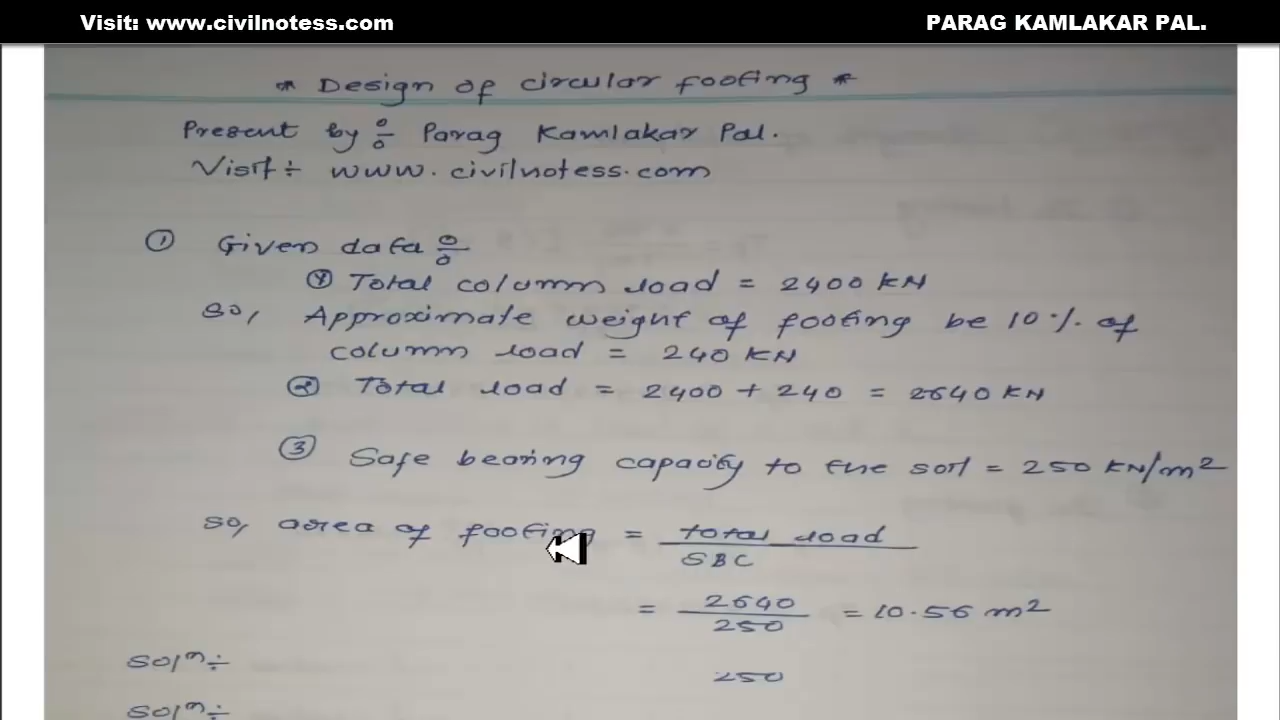 Visit: www.civilnotess.com
PARAG KAMLAKAR PAL.
* Design of circular footing *
Present by ÷ Parag Kamlakar Pal.
Visit ÷ www.civilnotess.com
① Given data ÷
① Total column load = 2400 KN
so, Approximate weight of footing be 10% of
column load = 240 KN
② Total load = 2400 + 240 = 2640 KN
③ Safe bearing capacity to the soil = 250 KN/m²
so, area of footing = total load
SBC
= 2640
250
= 10.56 m²
Solⁿ ÷
250
Solⁿ ÷